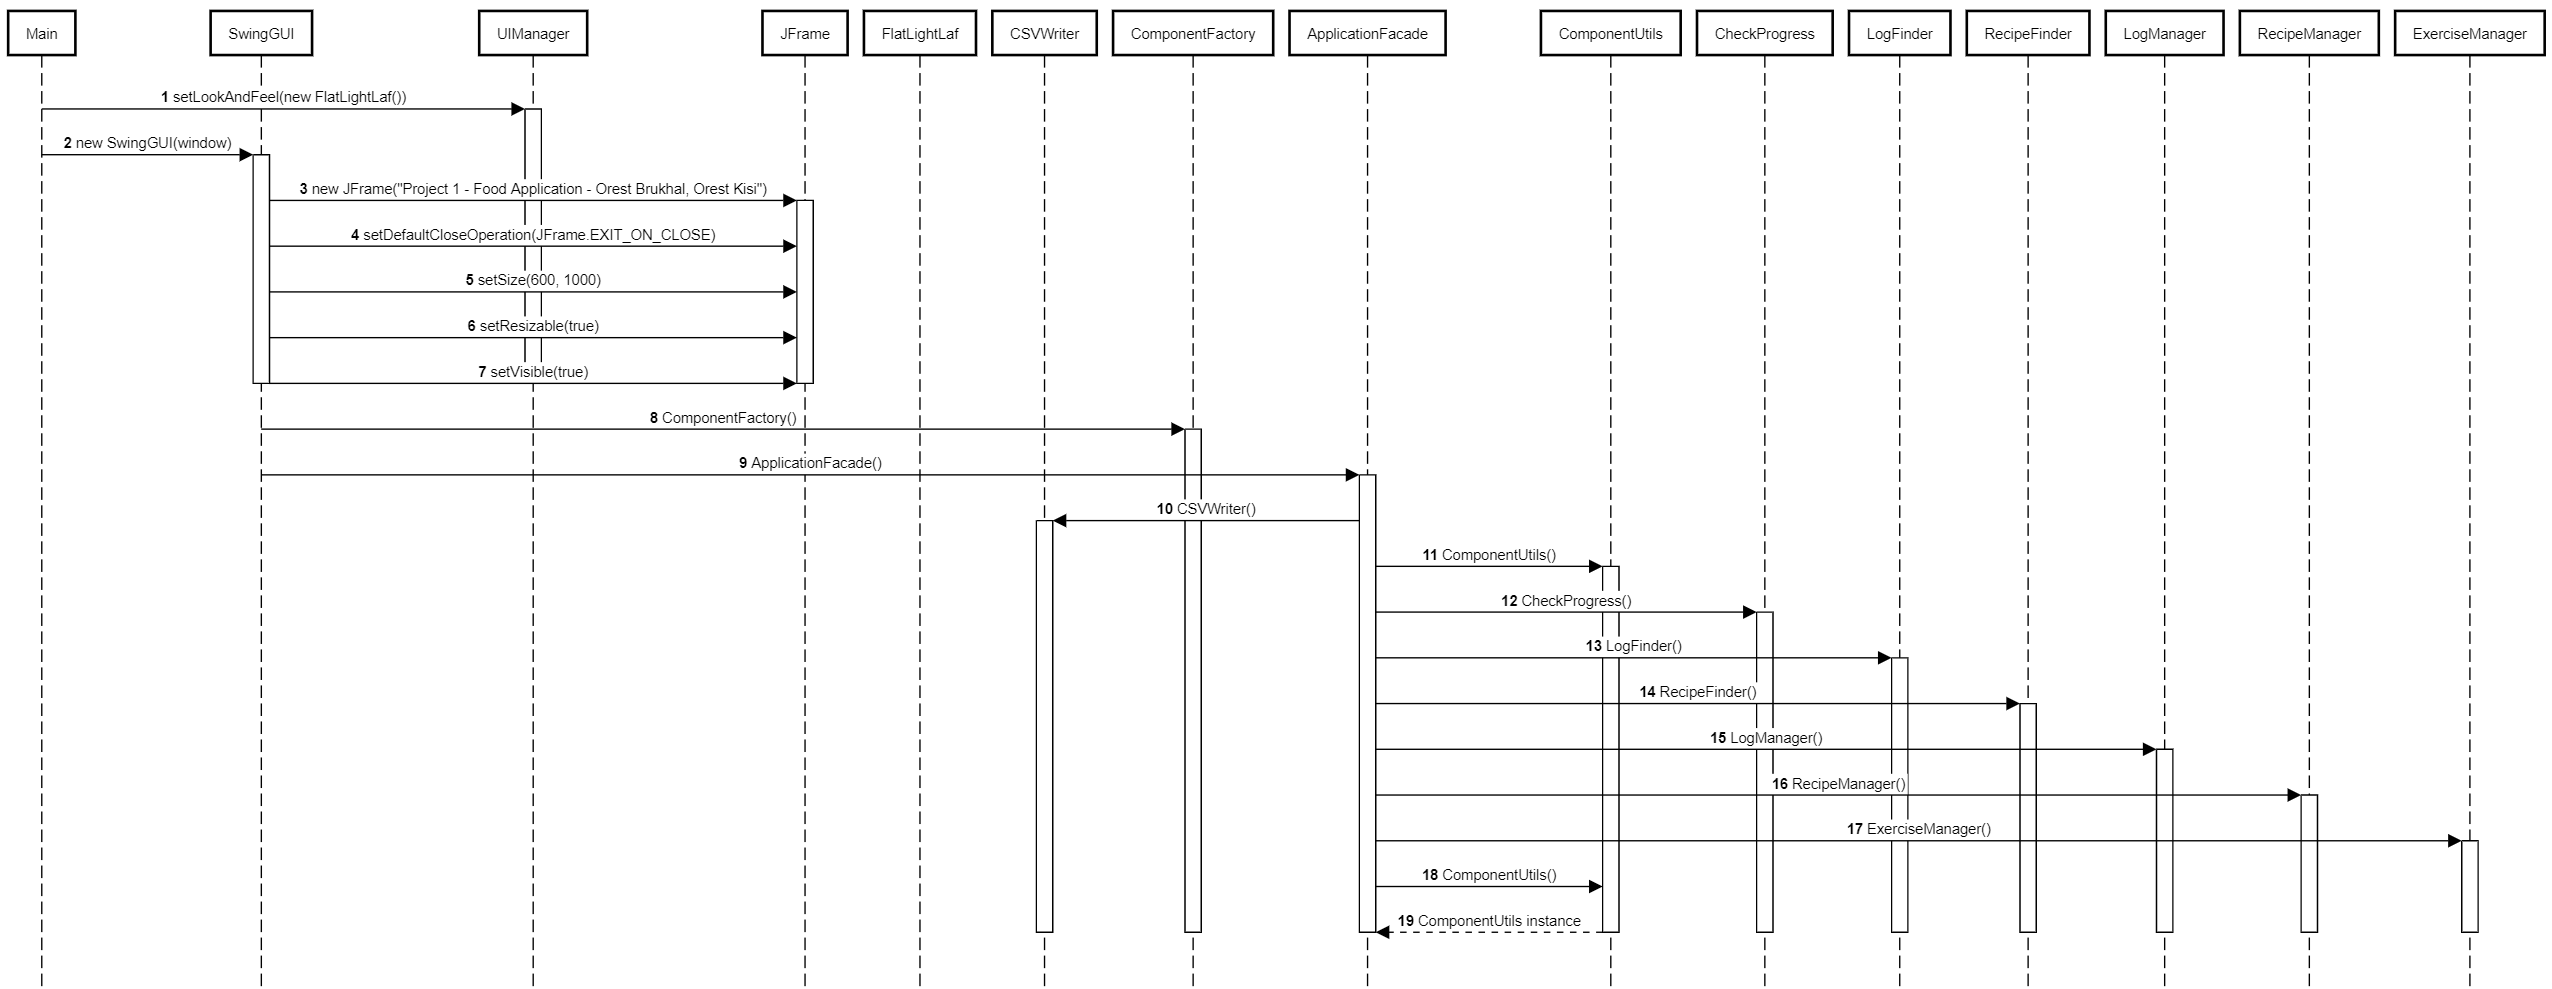 Main
SwingGUI
UIManager
JFrame
FlatLightLaf
CSVWriter
ComponentFactory
ApplicationFacade
ComponentUtils
CheckProgress
LogFinder
RecipeFinder
LogManager
RecipeManager
ExerciseManager
1 setLookAndFeel(new FlatLightLaf())
2 new SwingGUI(window)
3 new JFrame("Project 1 - Food Application - Orest Brukhal, Orest Kisi")
4 setDefaultCloseOperation(JFrame.EXIT_ON_CLOSE)
5 setSize(600, 1000)
6 setResizable(true)
7 setVisible(true)
8 ComponentFactory()
9 ApplicationFacade()
10 CSVWriter()
11 ComponentUtils()
12 CheckProgress()
13 LogFinder()
14 RecipeFinder()
15 LogManager()
16 RecipeManager()
17 ExerciseManager()
18 ComponentUtils()
19 ComponentUtils instance